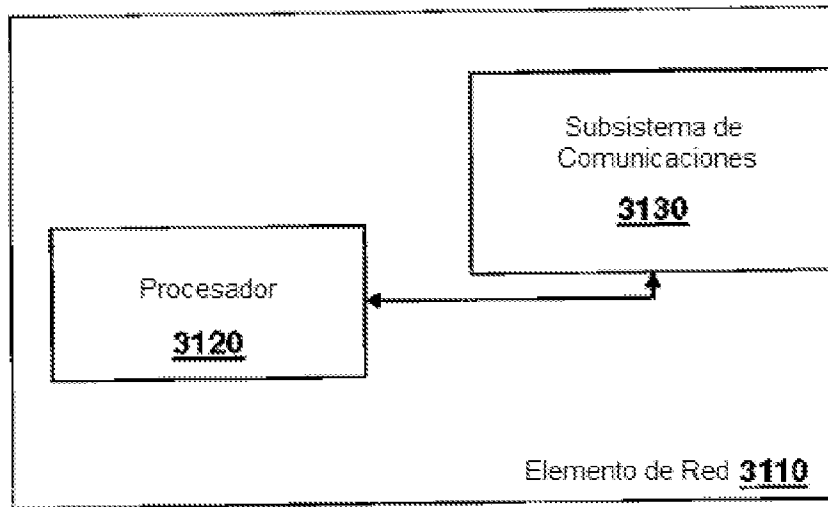 Subsistema de
Comunicaciones
3130
Procesador
3120
Elemento de Red 3110